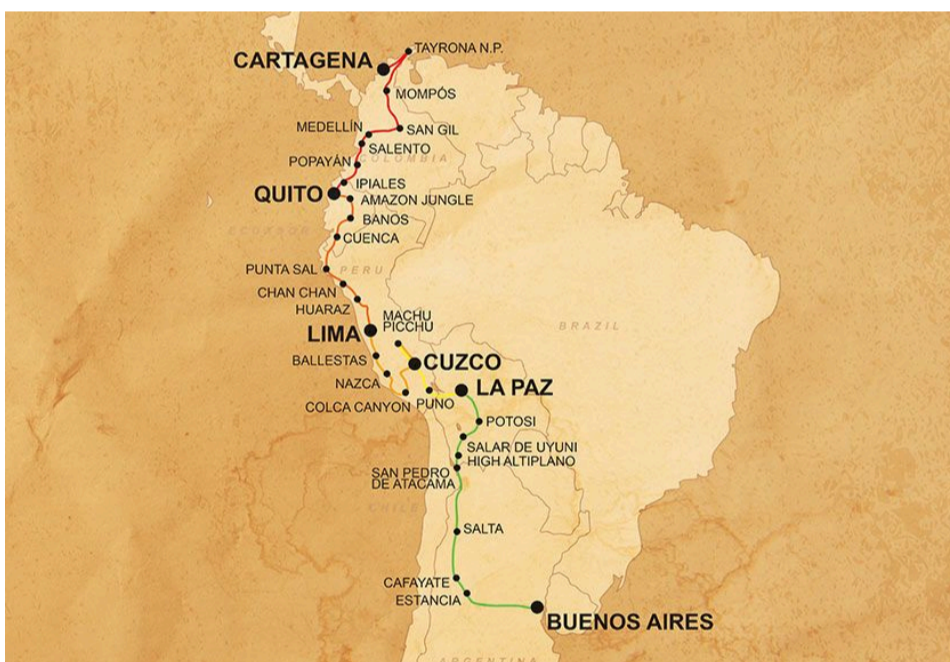 TAYRONA N.P.
CARTAGENA
MOMPÓS
MEDELLÍN
SAN GIL
SALENTO
COLOMBIA
POPAYÁN
IPIALES
QUITO
AMAZON JUNGLE
BANOS
ECUADOR
CUENCA
PUNTA SAL
PERU
CHAN CHAN
HUARAZ
MACHU
PICCHU
LIMA
BRAZIL
BALLESTAS
CUZCO
NAZCA
LA PAZ
COLCA CANYON
PUNO
POTOSI
SALAR DE UYUNI
HIGH ALTIPLANO
SAN PEDRO
DE ATACAMA
CHILE
SALTA
CAFAYATE
ESTANCIA
BUENOS AIRES
ARGENTINA